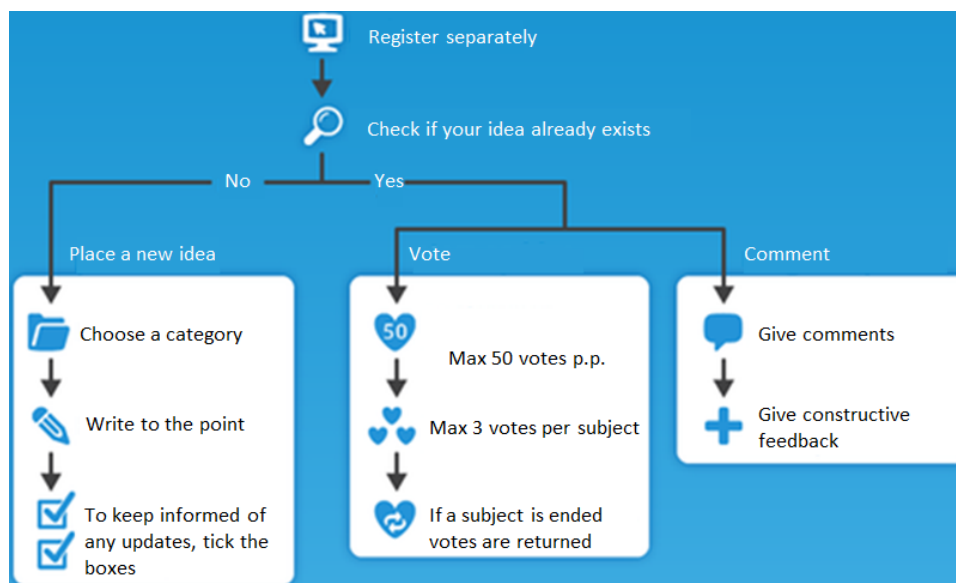 Register separately
Check if your idea already exists
No
Yes
Place a new idea
Choose a category
Write to the point
To keep informed of
any updates, tick the
boxes
Vote
50
Max 50 votes p.p.
Max 3 votes per subject
If a subject is ended
votes are returned
Comment
Give comments
Give constructive
feedback